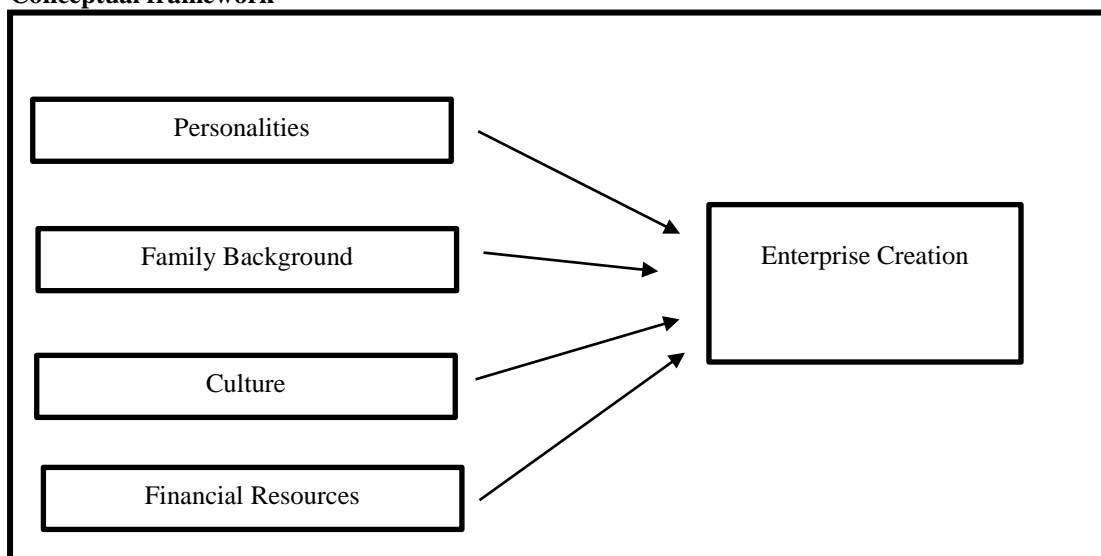 Conceptual framework
Personalities
Family Background
Enterprise Creation
Culture
Financial Resources